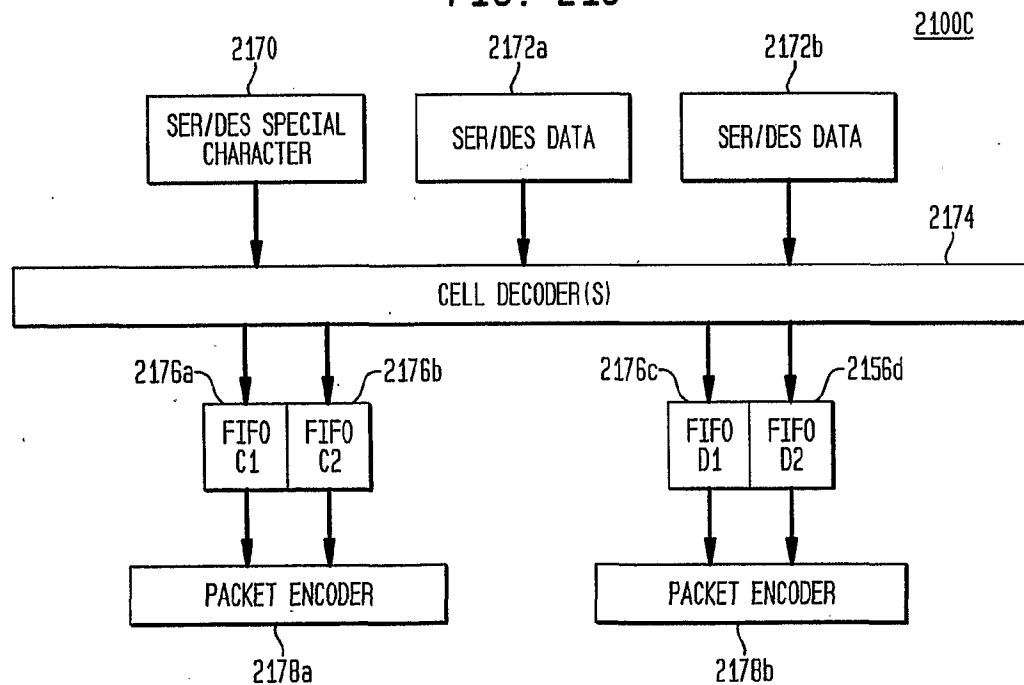 2100C
2170
2172a
2172b
SER/DES SPECIAL
CHARACTER
SER/DES DATA
SER/DES DATA
2174
CELL DECODER(S)
2176a
2176b
2176c
2156d
FIFO
C1
FIFO
C2
FIFO
D1
FIFO
D2
PACKET ENCODER
PACKET ENCODER
2178a
2178b